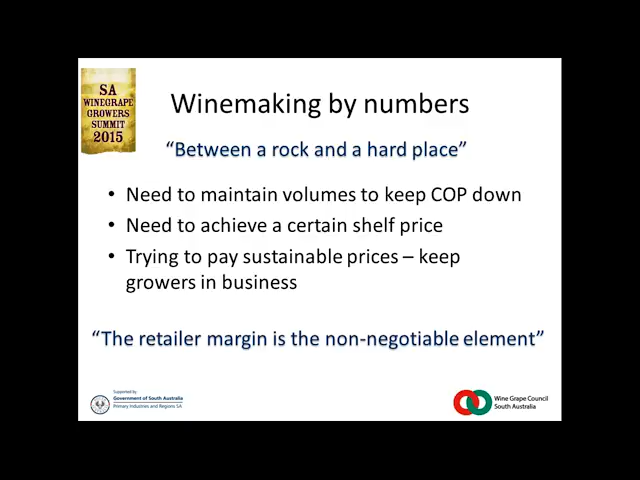 SA
WINEGRAPE
GROWERS
SUMMIT
2015
Winemaking by numbers
“Between a rock and a hard place”
• Need to maintain volumes to keep COP down
• Need to achieve a certain shelf price
• Trying to pay sustainable prices – keep
growers in business
“The retailer margin is the non-negotiable element”
Supported by
Government of South Australia
Primary Industries and Regions SA
Wine Grape Council
South Australia